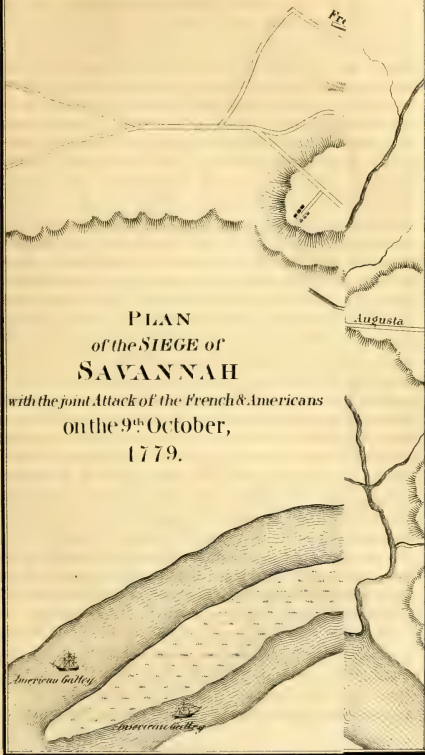 Fre
PLAN
of the SIEGE of
SAVANNAH
with the joint Attack of the French & Americans
on the 9th October,
1779.
Augusta
American Galley
American Galley